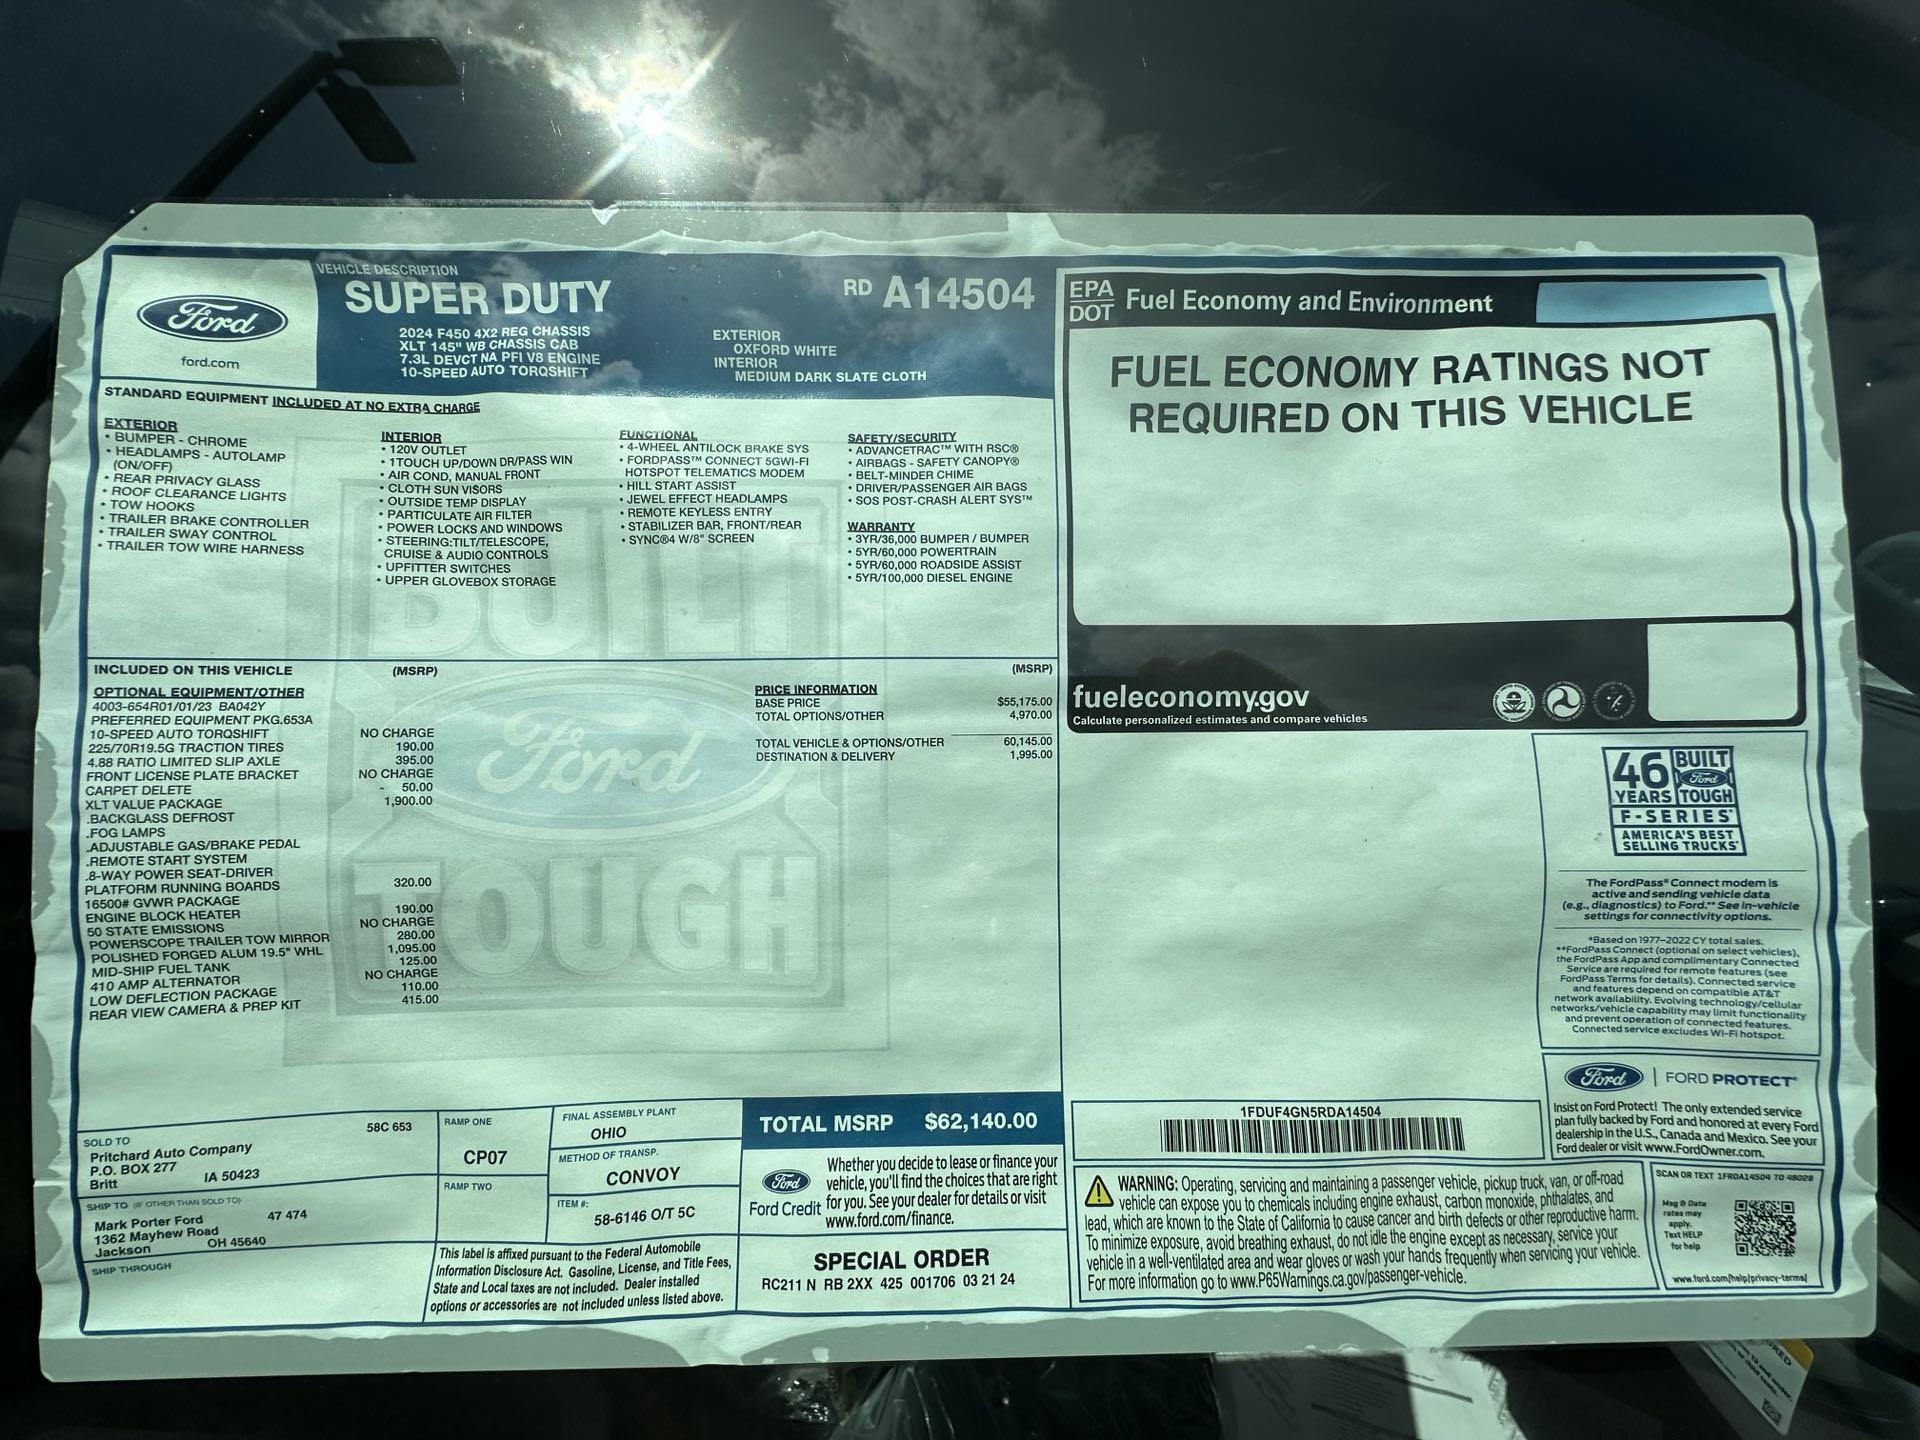 Ford
ford.com
VEHICLE DESCRIPTION
SUPER DUTY
2024 F450 4X2 REG CHASSIS
XLT 145" WB CHASSIS CAB
7.3L DEVCT NA PFI V8 ENGINE
10-SPEED AUTO TORQSHIFT
RD A14504
EXTERIOR
OXFORD WHITE
INTERIOR
MEDIUM DARK SLATE CLOTH
STANDARD EQUIPMENT INCLUDED AT NO EXTRA CHARGE
EXTERIOR
• BUMPER - CHROME
• HEADLAMPS - AUTOLAMP
(ON/OFF)
• REAR PRIVACY GLASS
• ROOF CLEARANCE LIGHTS
• TOW HOOKS
• TRAILER BRAKE CONTROLLER
• TRAILER SWAY CONTROL
• TRAILER TOW WIRE HARNESS
INTERIOR
• 120V OUTLET
• 1TOUCH UP/DOWN DR/PASS WIN
• AIR COND, MANUAL FRONT
• CLOTH SUN VISORS
• OUTSIDE TEMP DISPLAY
• PARTICULATE AIR FILTER
• POWER LOCKS AND WINDOWS
• STEERING:TILT/TELESCOPE,
CRUISE & AUDIO CONTROLS
• UPFITTER SWITCHES
• UPPER GLOVEBOX STORAGE
FUNCTIONAL
• 4-WHEEL ANTILOCK BRAKE SYS
• FORDPASS™ CONNECT 5GWI-FI
HOTSPOT TELEMATICS MODEM
• HILL START ASSIST
• JEWEL EFFECT HEADLAMPS
• REMOTE KEYLESS ENTRY
• STABILIZER BAR, FRONT/REAR
• SYNC®4 W/8" SCREEN
SAFETY/SECURITY
• ADVANCETRAC™ WITH RSC®
• AIRBAGS - SAFETY CANOPY®
• BELT-MINDER CHIME
• DRIVER/PASSENGER AIR BAGS
• SOS POST-CRASH ALERT SYS™
WARRANTY
• 3YR/36,000 BUMPER / BUMPER
• 5YR/60,000 POWERTRAIN
• 5YR/60,000 ROADSIDE ASSIST
• 5YR/100,000 DIESEL ENGINE
BUILT
Ford
TOUGH
INCLUDED ON THIS VEHICLE (MSRP)
OPTIONAL EQUIPMENT/OTHER
4003-654R01/01/23 BA042Y
PREFERRED EQUIPMENT PKG.653A
10-SPEED AUTO TORQSHIFT NO CHARGE
225/70R19.5G TRACTION TIRES 190.00
4.88 RATIO LIMITED SLIP AXLE 395.00
FRONT LICENSE PLATE BRACKET NO CHARGE
CARPET DELETE - 50.00
XLT VALUE PACKAGE 1,900.00
.BACKGLASS DEFROST
.FOG LAMPS
.ADJUSTABLE GAS/BRAKE PEDAL
.REMOTE START SYSTEM
.8-WAY POWER SEAT-DRIVER
PLATFORM RUNNING BOARDS 320.00
16500# GVWR PACKAGE
ENGINE BLOCK HEATER 190.00
50 STATE EMISSIONS NO CHARGE
POWERSCOPE TRAILER TOW MIRROR 280.00
POLISHED FORGED ALUM 19.5" WHL 1,095.00
MID-SHIP FUEL TANK 125.00
410 AMP ALTERNATOR NO CHARGE
LOW DEFLECTION PACKAGE 110.00
REAR VIEW CAMERA & PREP KIT 415.00
(MSRP)
PRICE INFORMATION
BASE PRICE $55,175.00
TOTAL OPTIONS/OTHER 4,970.00
TOTAL VEHICLE & OPTIONS/OTHER 60,145.00
DESTINATION & DELIVERY 1,995.00
SOLD TO 58C 653
Pritchard Auto Company
P.O. BOX 277
Britt IA 50423
SHIP TO (IF OTHER THAN SOLD TO)
Mark Porter Ford 47 474
1362 Mayhew Road
Jackson OH 45640
SHIP THROUGH
RAMP ONE
CP07
RAMP TWO
FINAL ASSEMBLY PLANT
OHIO
METHOD OF TRANSP.
CONVOY
ITEM #:
58-6146 O/T 5C
This label is affixed pursuant to the Federal Automobile
Information Disclosure Act. Gasoline, License, and Title Fees,
State and Local taxes are not included. Dealer installed
options or accessories are not included unless listed above.
TOTAL MSRP $62,140.00
Ford
Ford Credit
Whether you decide to lease or finance your
vehicle, you'll find the choices that are right
for you. See your dealer for details or visit
www.ford.com/finance.
SPECIAL ORDER
RC211 N RB 2XX 425 001706 03 21 24
EPA
DOT
Fuel Economy and Environment
FUEL ECONOMY RATINGS NOT
REQUIRED ON THIS VEHICLE
fueleconomy.gov
Calculate personalized estimates and compare vehicles
46
YEARS
BUILT
Ford
TOUGH
F-SERIES*
AMERICA'S BEST
SELLING TRUCKS*
The FordPass® Connect modem is
active and sending vehicle data
(e.g., diagnostics) to Ford.** See in-vehicle
settings for connectivity options.
*Based on 1977–2022 CY total sales.
**FordPass Connect (optional on select vehicles),
the FordPass App and complimentary Connected
Service are required for remote features (see
FordPass Terms for details). Connected service
and features depend on compatible AT&T
network availability. Evolving technology/cellular
networks/vehicle capability may limit functionality
and prevent operation of connected features.
Connected service excludes Wi-Fi hotspot.
Ford | FORD PROTECT®
Insist on Ford Protect! The only extended service
plan fully backed by Ford and honored at every Ford
dealership in the U.S., Canada and Mexico. See your
Ford dealer or visit www.FordOwner.com.
1FDUF4GN5RDA14504
WARNING: Operating, servicing and maintaining a passenger vehicle, pickup truck, van, or off-road
vehicle can expose you to chemicals including engine exhaust, carbon monoxide, phthalates, and
lead, which are known to the State of California to cause cancer and birth defects or other reproductive harm.
To minimize exposure, avoid breathing exhaust, do not idle the engine except as necessary, service your
vehicle in a well-ventilated area and wear gloves or wash your hands frequently when servicing your vehicle.
For more information go to www.P65Warnings.ca.gov/passenger-vehicle.
SCAN OR TEXT 1FRDA14504 TO 48028
Msg & Data
rates may
apply.
Text HELP
for help
www.ford.com/help/privacy-terms/